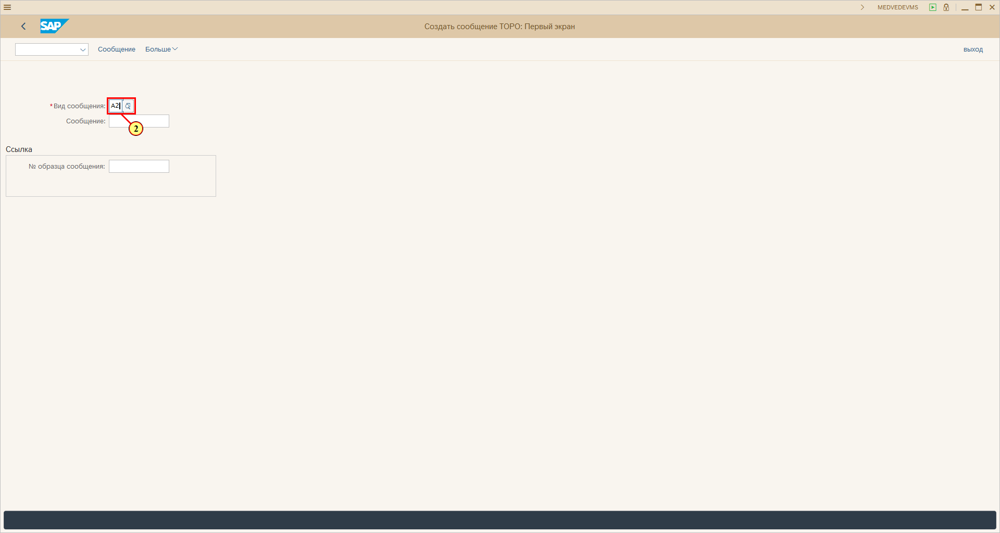 MEDVEDEVMS
SAP
Создать сообщение ТОРО: Первый экран
Сообщение Больше
выход
*Вид сообщения: A2
Сообщение:
2
Ссылка
№ образца сообщения: